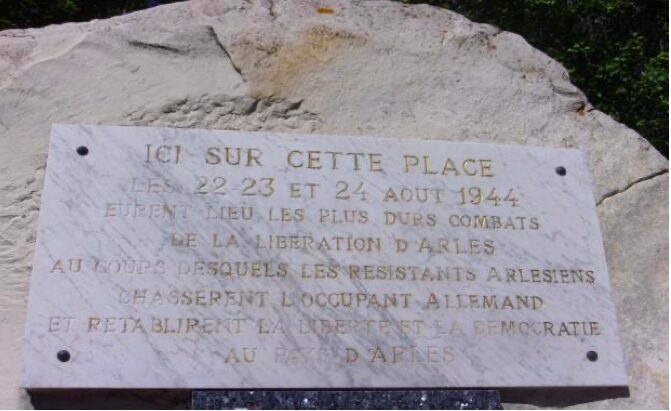 ICI SUR CETTE PLACE
LES 22-23 ET 24 AOUT 1944
EURENT LIEU LES PLUS DURS COMBATS
DE LA LIBERATION D'ARLES
AU COURS DESQUELS LES RESISTANTS ARLESIENS
CHASSERENT L'OCCUPANT ALLEMAND
ET RETABLIRENT LA LIBERTE ET LA DEMOCRATIE
AU PAYS D'ARLES